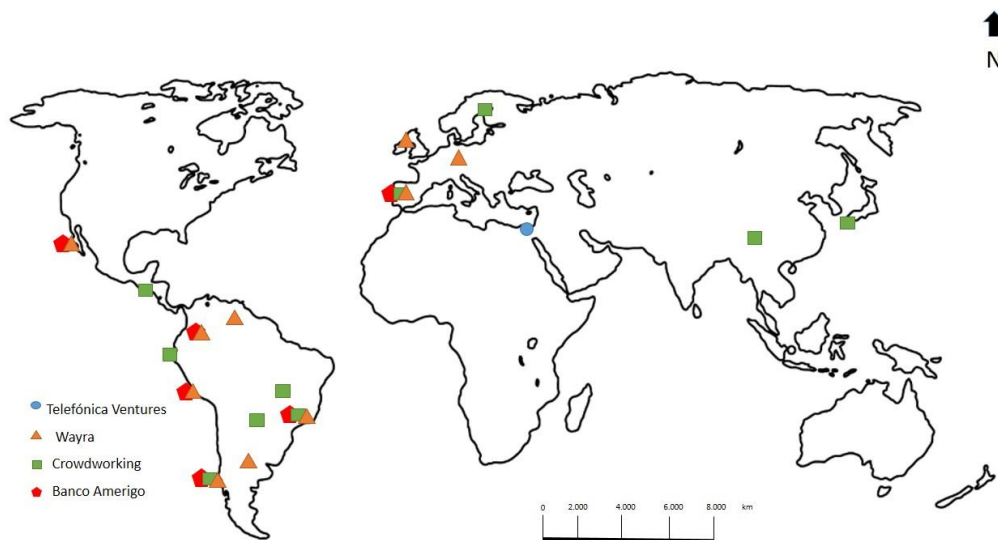 N
Telefónica Ventures
Wayra
Crowdworking
Banco Amerigo
0 2.000 4.000 6.000 8.000 km